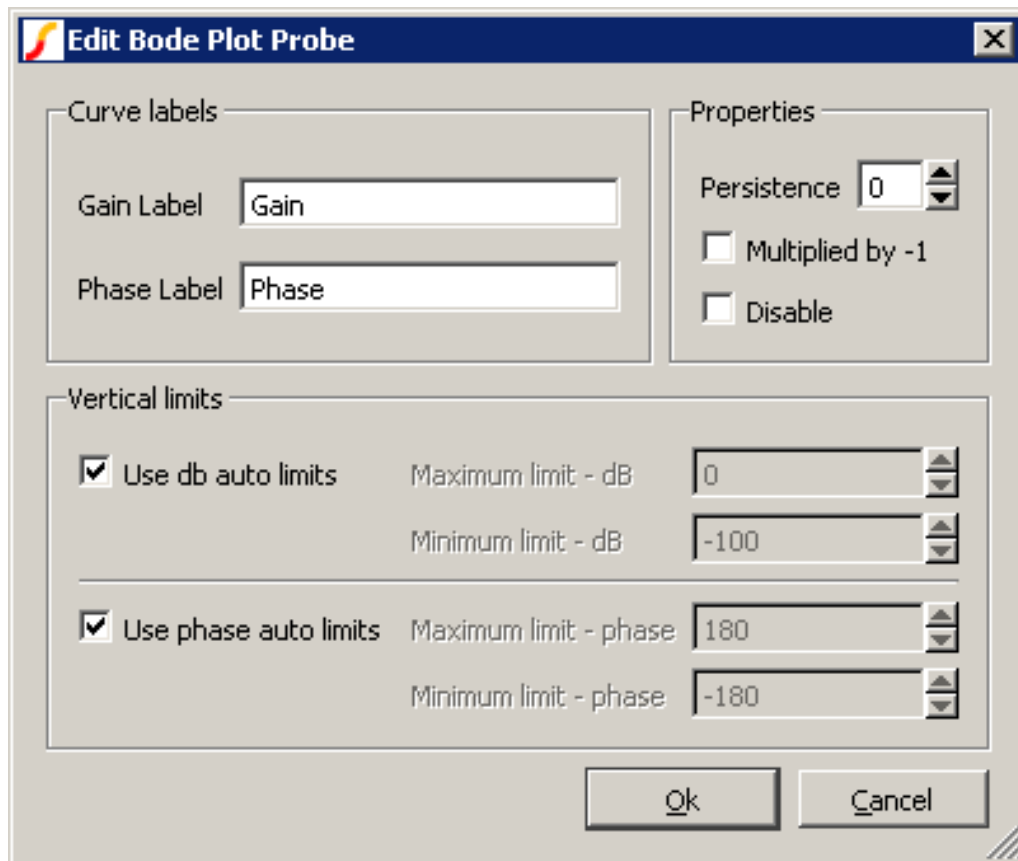 Edit Bode Plot Probe
Curve labels
Gain Label Gain
Phase Label Phase
Properties
Persistence 0
Multiplied by -1
Disable
Vertical limits
Use db auto limits Maximum limit - dB 0
Minimum limit - dB -100
Use phase auto limits Maximum limit - phase 180
Minimum limit - phase -180
Ok Cancel